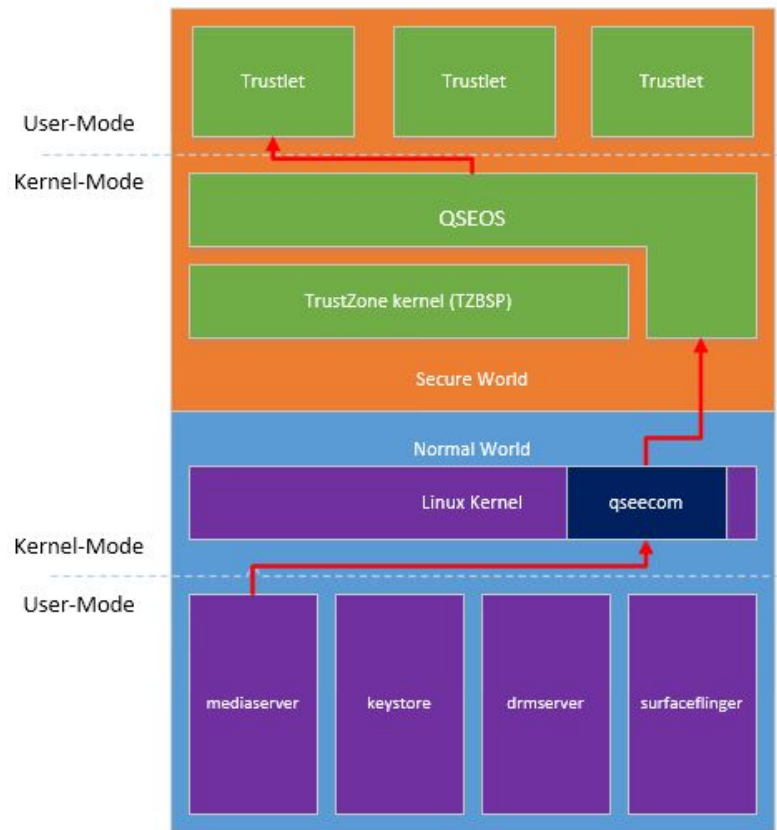 Trustlet Trustlet Trustlet
User-Mode
Kernel-Mode
QSEOS
TrustZone kernel (TZBSP)
Secure World
Normal World
Linux Kernel qseecom
Kernel-Mode
User-Mode
mediaserver keystore drmserver surfaceflinger